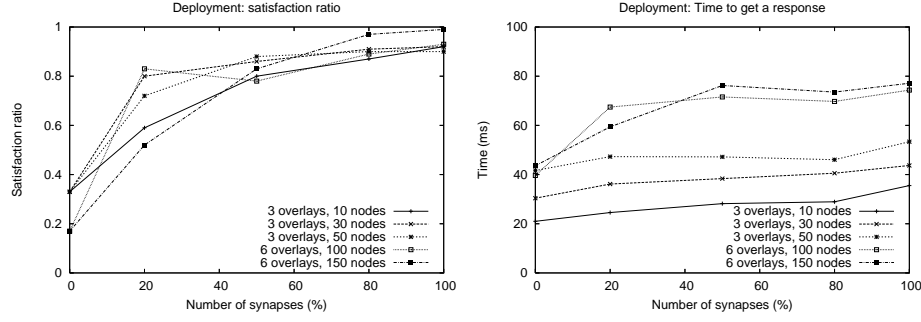 Deployment: satisfaction ratio
1
0.8
0.6
0.4
0.2
0
Satisfaction ratio
0 20 40 60 80 100
Number of synapses (%)
3 overlays, 10 nodes
3 overlays, 30 nodes
3 overlays, 50 nodes
6 overlays, 100 nodes
6 overlays, 150 nodes
Deployment: Time to get a response
100
80
60
40
20
0
Time (ms)
0 20 40 60 80 100
Number of synapses (%)
3 overlays, 10 nodes
3 overlays, 30 nodes
3 overlays, 50 nodes
6 overlays, 100 nodes
6 overlays, 150 nodes